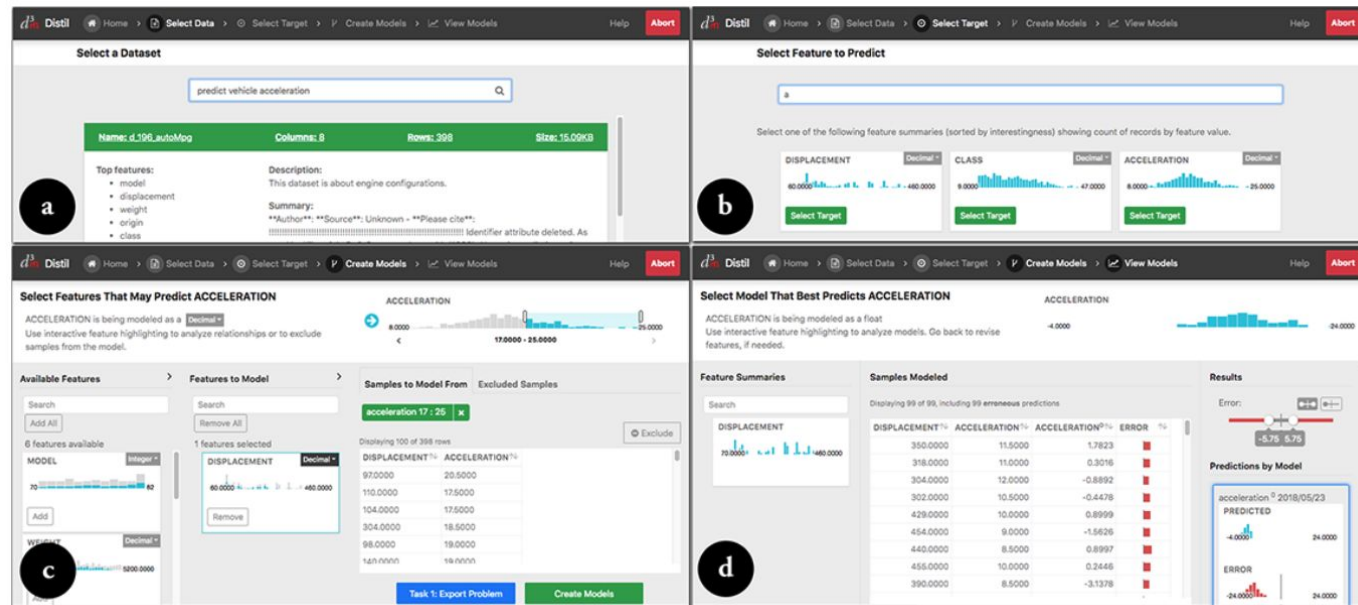 d³m Distil Home > Select Data > Select Target > Create Models > View Models Help Abort
Select a Dataset
predict vehicle acceleration
Name: d_196_autoMpg Columns: 8 Rows: 398 Size: 15.09KB
Top features:
model
displacement
weight
origin
class
Description:
This dataset is about engine configurations.
Summary:
**Author**: **Source**: Unknown - **Please cite**:
Identifier attribute deleted. As
a
d³m Distil Home > Select Data > Select Target > Create Models > View Models Help Abort
Select Feature to Predict
a
Select one of the following feature summaries (sorted by interestingness) showing count of records by feature value.
DISPLACEMENT Decimal
60.0000 460.0000
Select Target
CLASS Decimal
9.0000 47.0000
Select Target
ACCELERATION Decimal
8.0000 25.0000
Select Target
b
d³m Distil Home > Select Data > Select Target > Create Models > View Models Help Abort
Select Features That May Predict ACCELERATION
ACCELERATION is being modeled as a Decimal
Use interactive feature highlighting to analyze relationships or to exclude
samples from the model.
ACCELERATION
8.0000 25.0000
17.0000 - 25.0000
Available Features >
Search
Add All
6 features available
MODEL Integer
70 82
Add
WEIGHT Decimal
5200.0000
Add
Features to Model >
Search
Remove All
1 features selected
DISPLACEMENT Decimal
60.0000 460.0000
Remove
Samples to Model From Excluded Samples
acceleration 17 : 25 x
Displaying 100 of 398 rows
Exclude
DISPLACEMENT ACCELERATION
97.0000 20.5000
110.0000 17.5000
104.0000 17.5000
304.0000 18.5000
98.0000 19.0000
140.0000 19.0000
Task 1: Export Problem Create Models
c
d³m Distil Home > Select Data > Select Target > Create Models > View Models Help Abort
Select Model That Best Predicts ACCELERATION
ACCELERATION is being modeled as a float
Use interactive feature highlighting to analyze models. Go back to revise
features, if needed.
ACCELERATION
-4.0000 -24.0000
Feature Summaries
Search
DISPLACEMENT
70.0000 460.0000
Samples Modeled
Displaying 99 of 99, including 99 erroneous predictions
DISPLACEMENT ACCELERATION ACCELERATION ERROR
350.0000 11.5000 1.7823
318.0000 11.0000 0.3016
304.0000 12.0000 -0.8892
302.0000 10.5000 -0.4478
429.0000 10.0000 0.8999
454.0000 9.0000 -1.5626
440.0000 8.5000 0.8997
455.0000 10.0000 0.2446
390.0000 8.5000 -3.1378
Results
Error:
-5.75 5.75
Predictions by Model
acceleration 2018/05/23
PREDICTED
-4.0000 24.0000
ERROR
-24.0000 24.0000
d